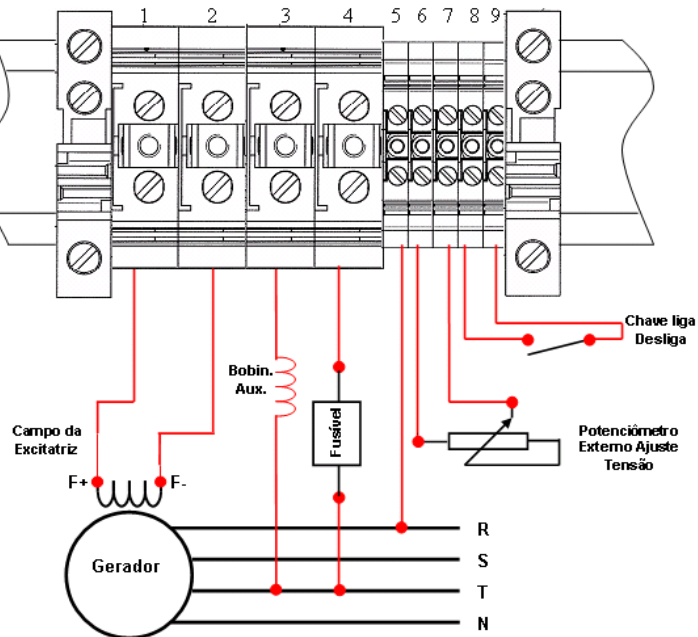 1 2 3 4 5 6 7 8 9
Chave liga
Desliga
Bobin.
Aux.
Fusível
Campo da
Excitatriz
Potenciômetro
Externo Ajuste
Tensão
F+
F-
Gerador
R
S
T
N